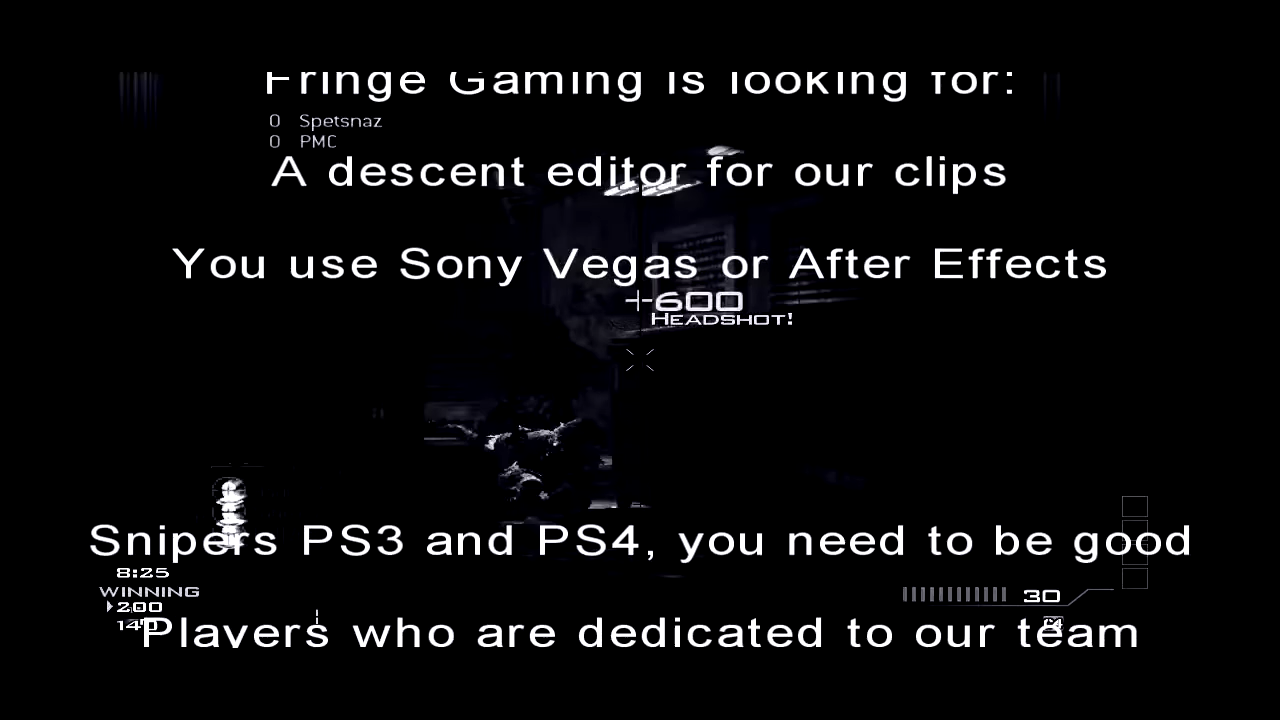 Fringe Gaming is looking for:
0 Spetsnaz
0 PMC
A descent editor for our clips
You use Sony Vegas or After Effects
+600
HEADSHOT!
Snipers PS3 and PS4, you need to be good
8:25
WINNING
200
140
30
Players who are dedicated to our team